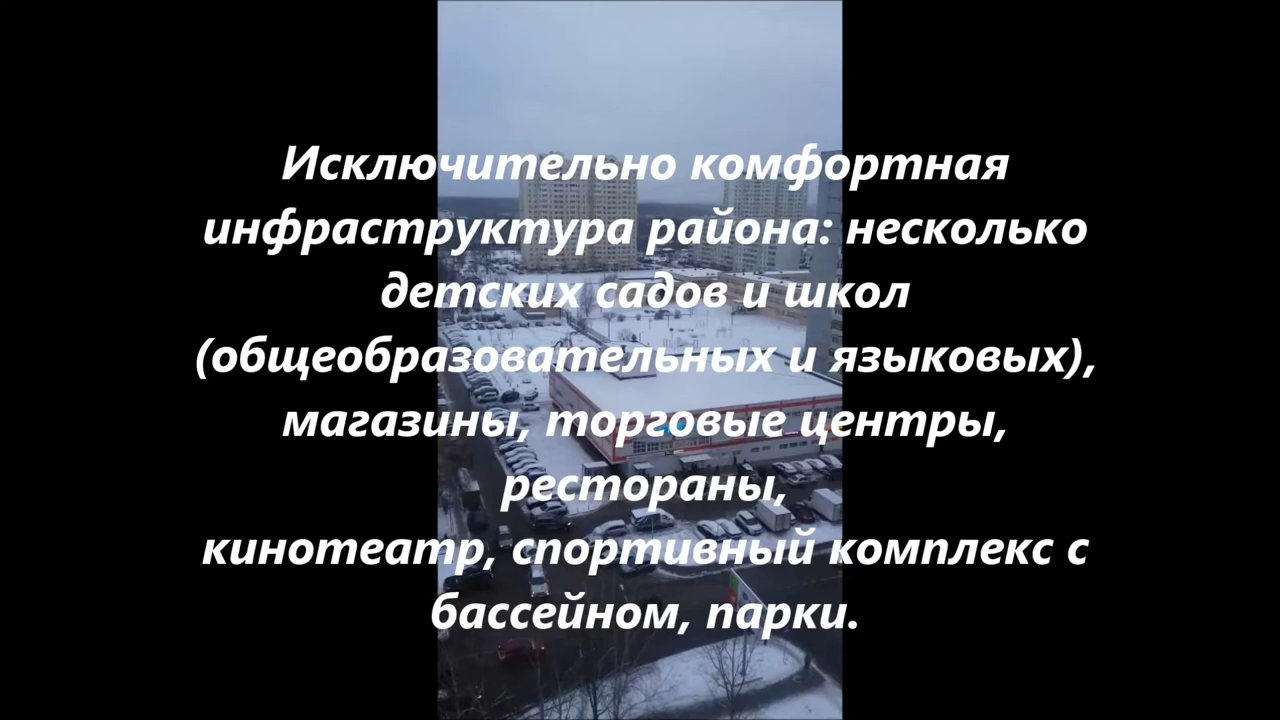 Исключительно комфортная
инфраструктура района: несколько
детских садов и школ
(общеобразовательных и языковых),
магазины, торговые центры,
рестораны,
кинотеатр, спортивный комплекс с
бассейном, парки.